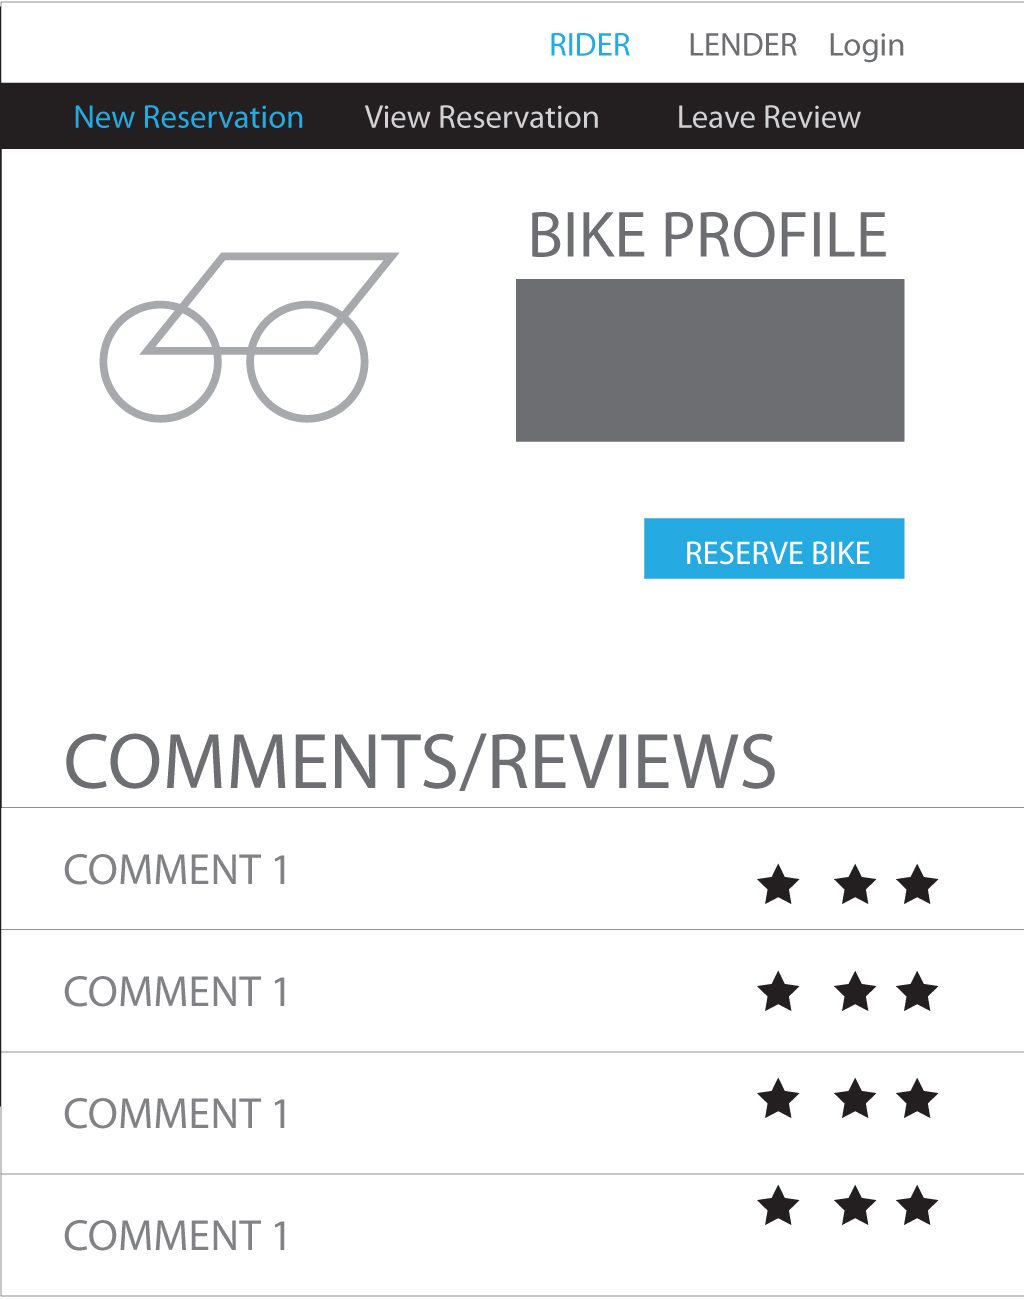 RIDER LENDER Login
New Reservation View Reservation Leave Review
BIKE PROFILE
RESERVE BIKE
COMMENTS/REVIEWS
COMMENT 1
COMMENT 1
COMMENT 1
COMMENT 1